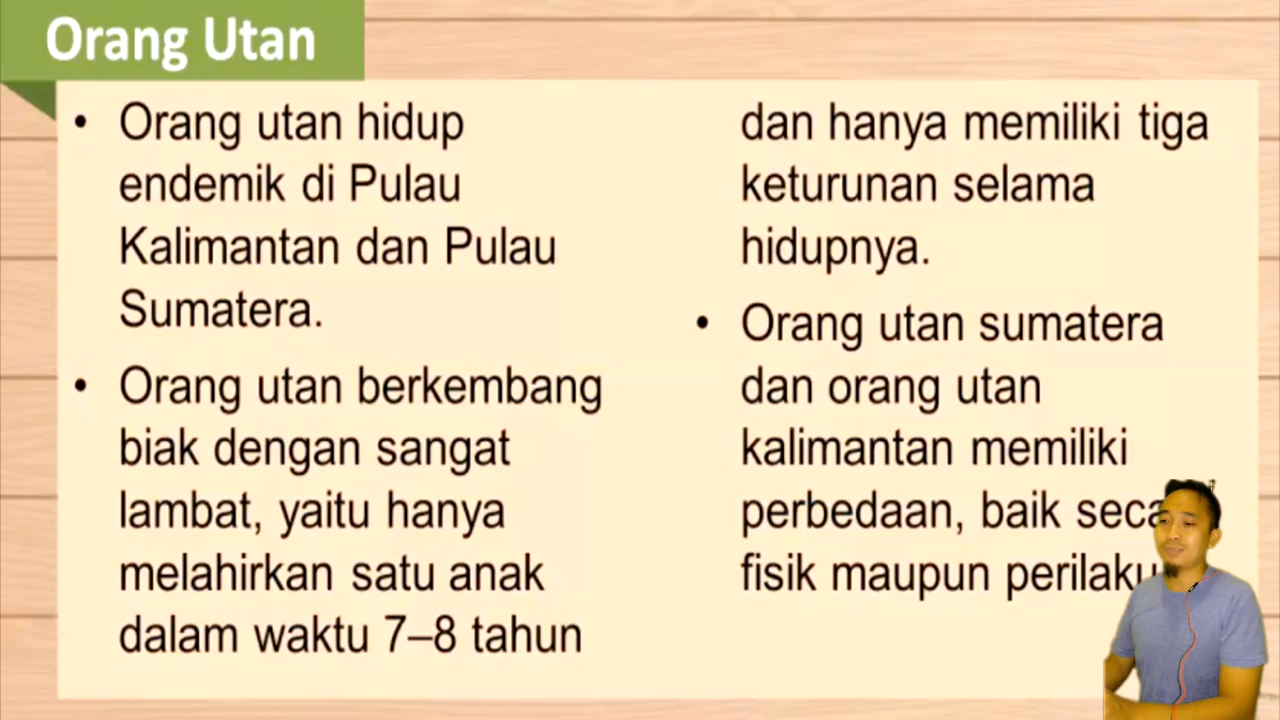 Orang Utan
• Orang utan hidup
endemik di Pulau
Kalimantan dan Pulau
Sumatera.
• Orang utan berkembang
biak dengan sangat
lambat, yaitu hanya
melahirkan satu anak
dalam waktu 7–8 tahun
dan hanya memiliki tiga
keturunan selama
hidupnya.
• Orang utan sumatera
dan orang utan
kalimantan memiliki
perbedaan, baik
fisik maupun perilaku